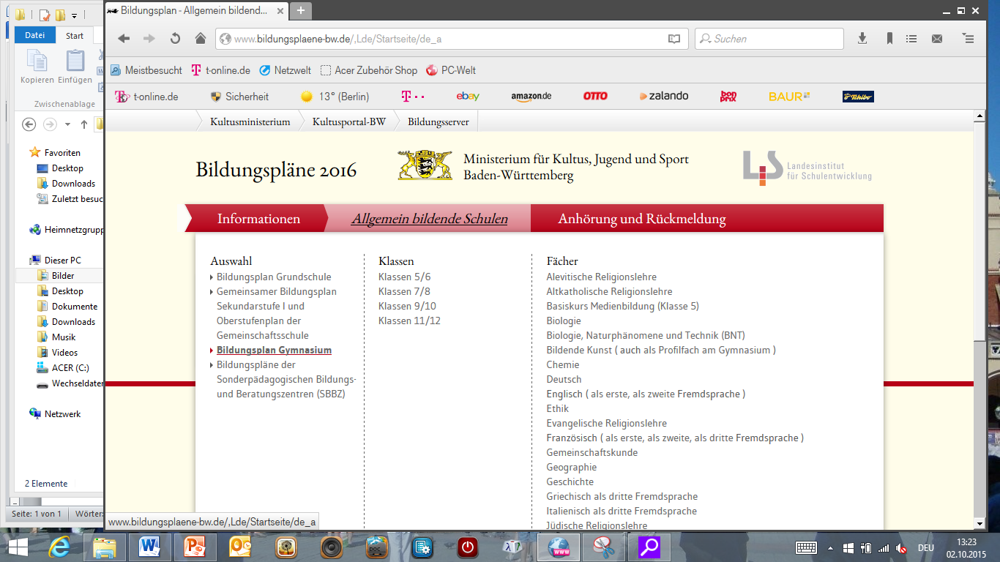 Bildungsplan - Allgemein bildend...
Datei
Start
Kopieren
Einfügen
Zwischenablage
www.bildungsplaene-bw.de/,Lde/Startseite/de_a
Suchen
Meistbesucht
t-online.de
Netzwelt
Acer Zubehör Shop
PC-Welt
t-online.de
Sicherheit
13° (Berlin)
ebay
amazon.de
OTTO
zalando
bon prix
BAUR
Tchibo
Kultusministerium
Kultusportal-BW
Bildungsserver
Bildungspläne 2016
Ministerium für Kultus, Jugend und Sport
Baden-Württemberg
LS
Landesinstitut
für Schulentwicklung
Informationen
Allgemein bildende Schulen
Anhörung und Rückmeldung
Favoriten
Desktop
Downloads
Zuletzt besuc
Heimnetzgrupp
Dieser PC
Bilder
Desktop
Dokumente
Downloads
Musik
Videos
ACER (C:)
Wechseldaten
Netzwerk
2 Elemente
Seite: 1 von 1
Wörter:
Auswahl
Bildungsplan Grundschule
Gemeinsamer Bildungsplan
Sekundarstufe I und
Oberstufenplan der
Gemeinschaftsschule
Bildungsplan Gymnasium
Bildungspläne der
Sonderpädagogischen Bildungs-
und Beratungszentren (SBBZ)
Klassen
Klassen 5/6
Klassen 7/8
Klassen 9/10
Klassen 11/12
Fächer
Alevitische Religionslehre
Altkatholische Religionslehre
Basiskurs Medienbildung (Klasse 5)
Biologie
Biologie, Naturphänomene und Technik (BNT)
Bildende Kunst ( auch als Profilfach am Gymnasium )
Chemie
Deutsch
Englisch ( als erste, als zweite Fremdsprache )
Ethik
Evangelische Religionslehre
Französisch ( als erste, als zweite, als dritte Fremdsprache )
Gemeinschaftskunde
Geographie
Geschichte
Griechisch als dritte Fremdsprache
Italienisch als dritte Fremdsprache
Jüdische Religionslehre
www.bildungsplaene-bw.de/,Lde/Startseite/de_a
DEU
13:23
02.10.2015